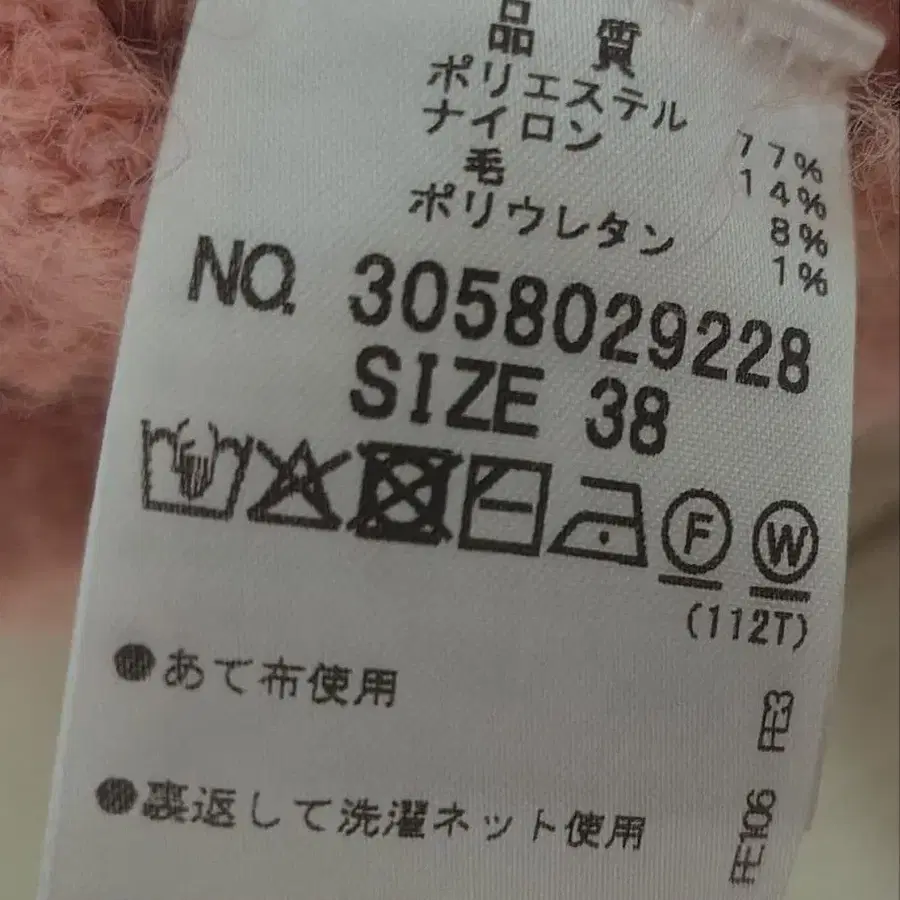 品 質
ポリエステル 77%
ナイロン 14%
毛 8%
ポリウレタン 1%
NO. 3058029228
SIZE 38
F W
(112T)
●あて布使用
●裏返して洗濯ネット使用